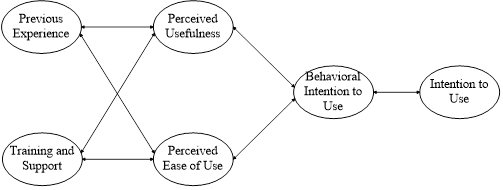 Previous
Experience
Perceived
Usefulness
Behavioral
Intention to
Use
Intention to
Use
Training and
Support
Perceived
Ease of Use